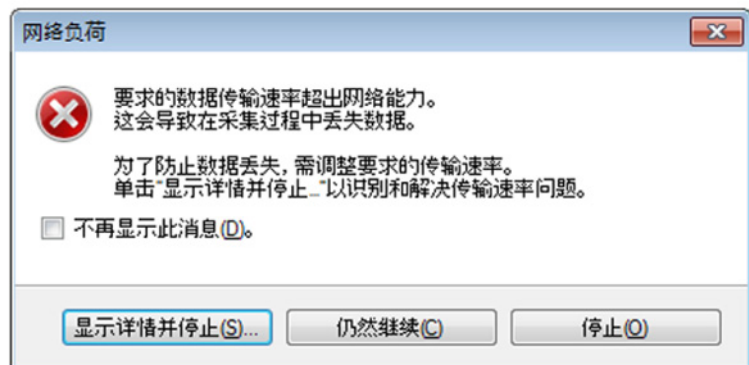 网络负荷
要求的数据传输速率超出网络能力。
这会导致在采集过程中丢失数据。
为了防止数据丢失，需调整要求的传输速率。
单击"显示详情并停止..."以识别和解决传输速率问题。
不再显示此消息(D)。
显示详情并停止(S)...
仍然继续(C)
停止(O)